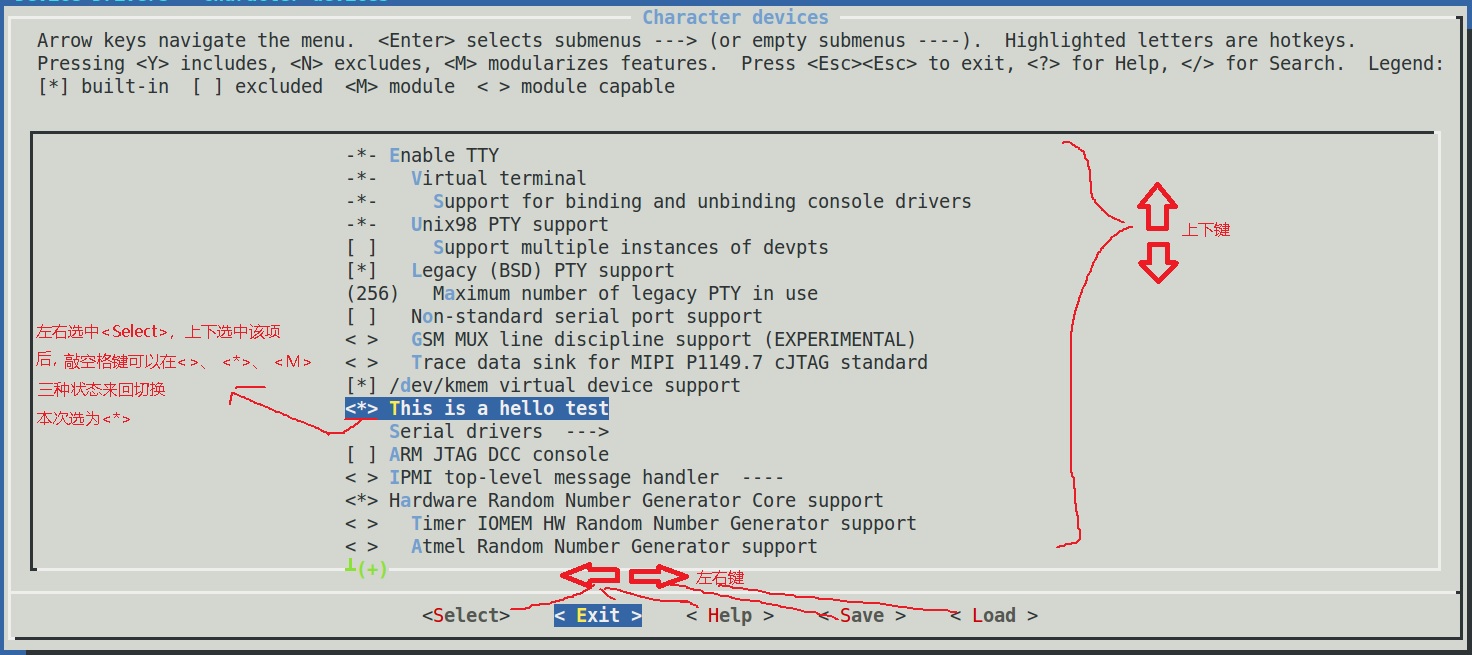 Character devices
Arrow keys navigate the menu.  <Enter> selects submenus ---> (or empty submenus ----).  Highlighted letters are hotkeys.
Pressing <Y> includes, <N> excludes, <M> modularizes features.  Press <Esc><Esc> to exit, <?> for Help, </> for Search.  Legend:
[*] built-in  [ ] excluded  <M> module  < > module capable
-*- Enable TTY
-*-   Virtual terminal
-*-     Support for binding and unbinding console drivers
-*-   Unix98 PTY support
[ ]     Support multiple instances of devpts
[*]   Legacy (BSD) PTY support
(256)   Maximum number of legacy PTY in use
[ ]   Non-standard serial port support
< >   GSM MUX line discipline support (EXPERIMENTAL)
< >   Trace data sink for MIPI P1149.7 cJTAG standard
[*] /dev/kmem virtual device support
<*> This is a hello test
    Serial drivers  --->
[ ] ARM JTAG DCC console
< > IPMI top-level message handler  ----
<*> Hardware Random Number Generator Core support
< >   Timer IOMEM HW Random Number Generator support
< >   Atmel Random Number Generator support
┴(+)
上下键
左右选中<Select>，上下选中该项
后, 敲空格键可以在<>、 <*>、 <M>
三种状态来回切换
本次选为<*>
左右键
<Select>    < Exit >    < Help >    < Save >    < Load >